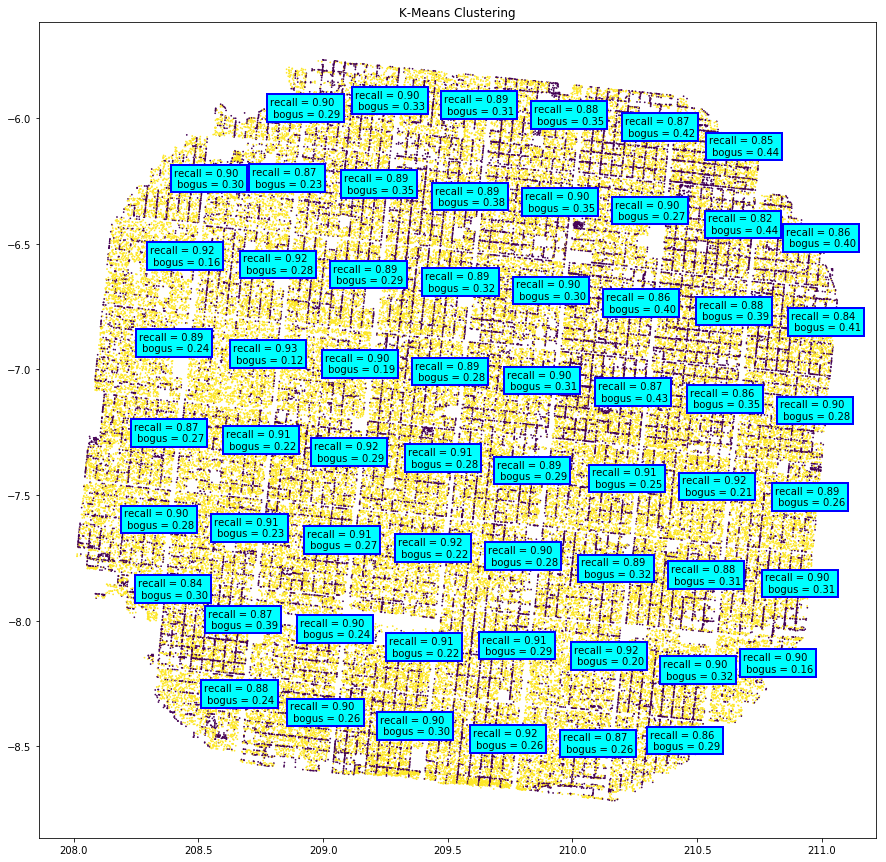 K-Means Clustering
−6.0
−6.5
−7.0
−7.5
−8.0
−8.5
recall = 0.90
bogus = 0.29
recall = 0.90
bogus = 0.33
recall = 0.89
bogus = 0.31
recall = 0.88
bogus = 0.35
recall = 0.87
bogus = 0.42
recall = 0.85
bogus = 0.44
recall = 0.90
bogus = 0.30
recall = 0.87
bogus = 0.23
recall = 0.89
bogus = 0.35
recall = 0.89
bogus = 0.38
recall = 0.90
bogus = 0.35
recall = 0.90
bogus = 0.27
recall = 0.82
bogus = 0.44
recall = 0.86
bogus = 0.40
recall = 0.92
bogus = 0.16
recall = 0.92
bogus = 0.28
recall = 0.89
bogus = 0.29
recall = 0.89
bogus = 0.32
recall = 0.90
bogus = 0.30
recall = 0.86
bogus = 0.40
recall = 0.88
bogus = 0.39
recall = 0.84
bogus = 0.41
recall = 0.89
bogus = 0.24
recall = 0.93
bogus = 0.12
recall = 0.90
bogus = 0.19
recall = 0.89
bogus = 0.28
recall = 0.90
bogus = 0.31
recall = 0.87
bogus = 0.43
recall = 0.86
bogus = 0.35
recall = 0.90
bogus = 0.28
recall = 0.87
bogus = 0.27
recall = 0.91
bogus = 0.22
recall = 0.92
bogus = 0.29
recall = 0.91
bogus = 0.28
recall = 0.89
bogus = 0.29
recall = 0.91
bogus = 0.25
recall = 0.92
bogus = 0.21
recall = 0.89
bogus = 0.26
recall = 0.90
bogus = 0.28
recall = 0.91
bogus = 0.23
recall = 0.91
bogus = 0.27
recall = 0.92
bogus = 0.22
recall = 0.90
bogus = 0.28
recall = 0.89
bogus = 0.32
recall = 0.88
bogus = 0.31
recall = 0.90
bogus = 0.31
recall = 0.84
bogus = 0.30
recall = 0.87
bogus = 0.39
recall = 0.90
bogus = 0.24
recall = 0.91
bogus = 0.22
recall = 0.91
bogus = 0.29
recall = 0.92
bogus = 0.20
recall = 0.90
bogus = 0.32
recall = 0.90
bogus = 0.16
recall = 0.88
bogus = 0.24
recall = 0.90
bogus = 0.26
recall = 0.90
bogus = 0.30
recall = 0.92
bogus = 0.26
recall = 0.87
bogus = 0.26
recall = 0.86
bogus = 0.29
208.0 208.5 209.0 209.5 210.0 210.5 211.0